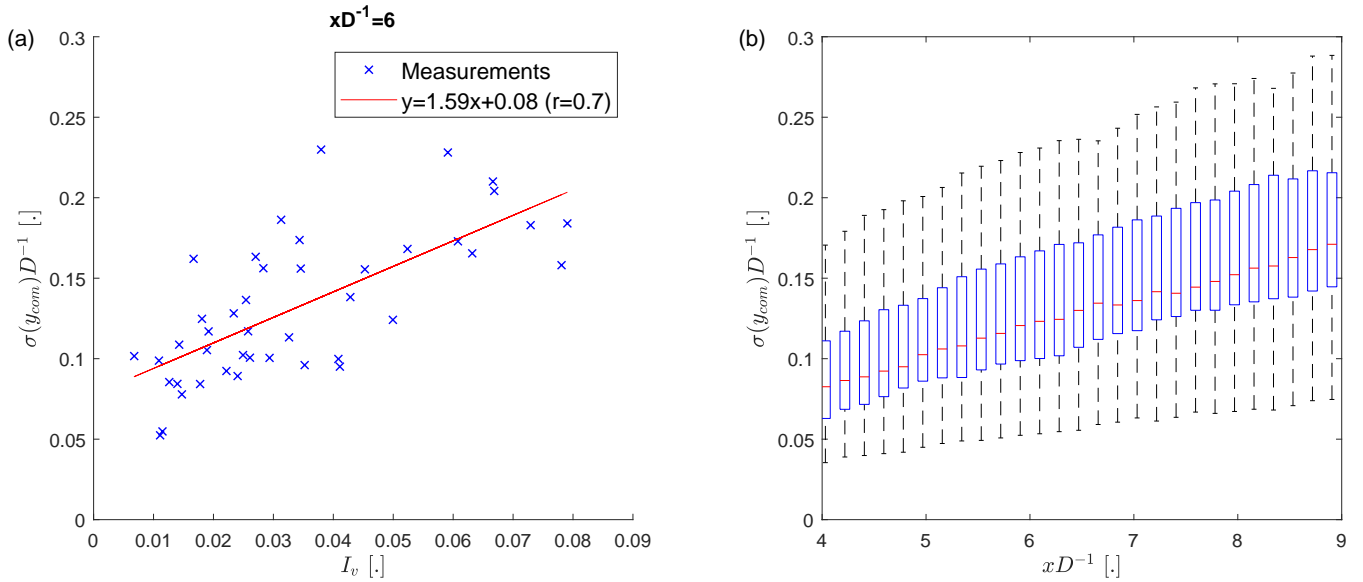 xD⁻¹=6
(a)
0.3
0.25
0.2
0.15
0.1
0.05
0
σ(y_com)D⁻¹ [.]
Measurements
y=1.59x+0.08 (r=0.7)
0 0.01 0.02 0.03 0.04 0.05 0.06 0.07 0.08 0.09
I_v [.]
(b)
0.3
0.25
0.2
0.15
0.1
0.05
0
σ(y_com)D⁻¹ [.]
4 5 6 7 8 9
xD⁻¹ [.]